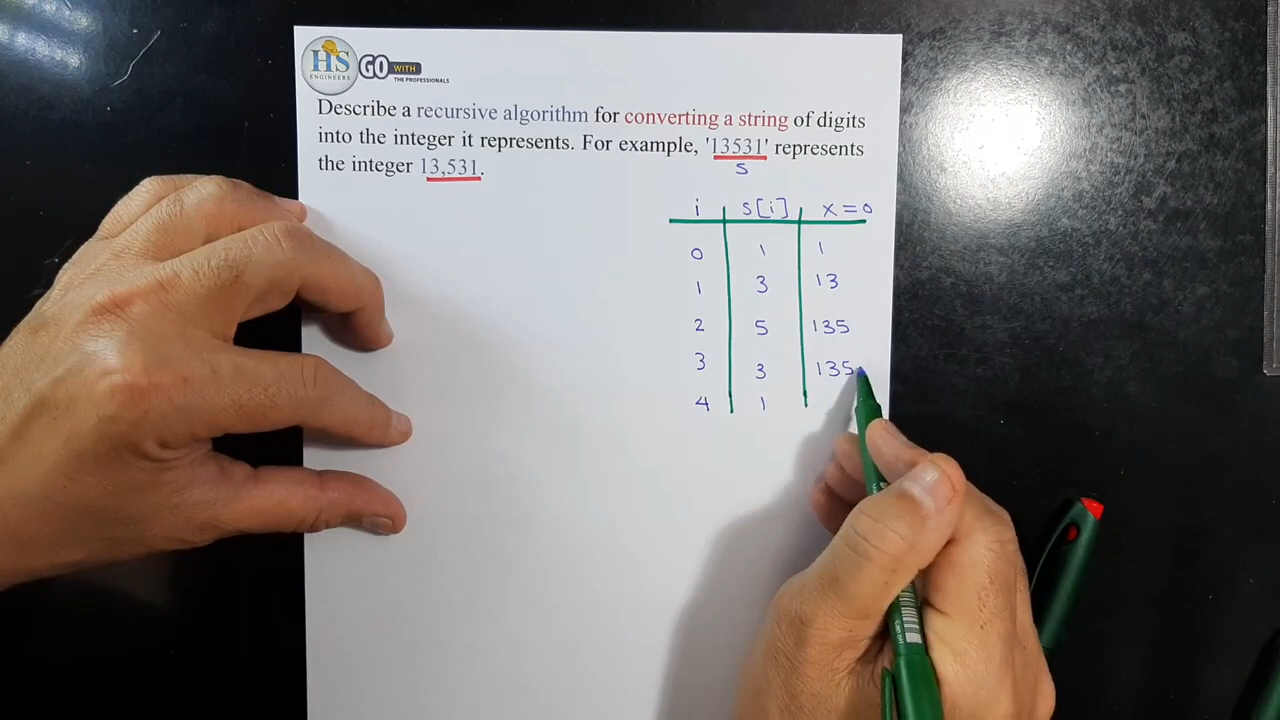 HS
ENGINEERS
GO WITH
THE PROFESSIONALS
Describe a recursive algorithm for converting a string of digits
into the integer it represents. For example, '13531' represents
the integer 13,531.
s
i s[i] x=0
0 1 1
1 3 13
2 5 135
3 3 135
4 1